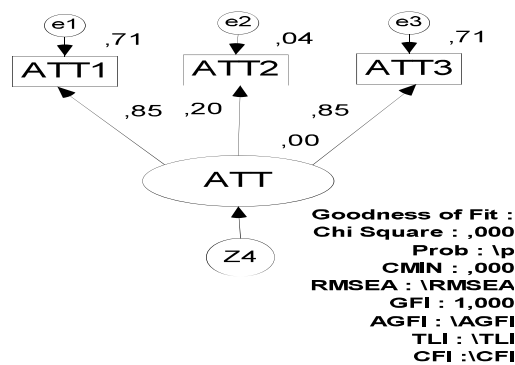 e1 e2 e3
,71 ,04 ,71
ATT1 ATT2 ATT3
,85 ,20 ,85
,00
ATT
Z4
Goodness of Fit :
Chi Square : ,000
Prob : \p
CMIN : ,000
RMSEA : \RMSEA
GFI : 1,000
AGFI : \AGFI
TLI : \TLI
CFI :\CFI